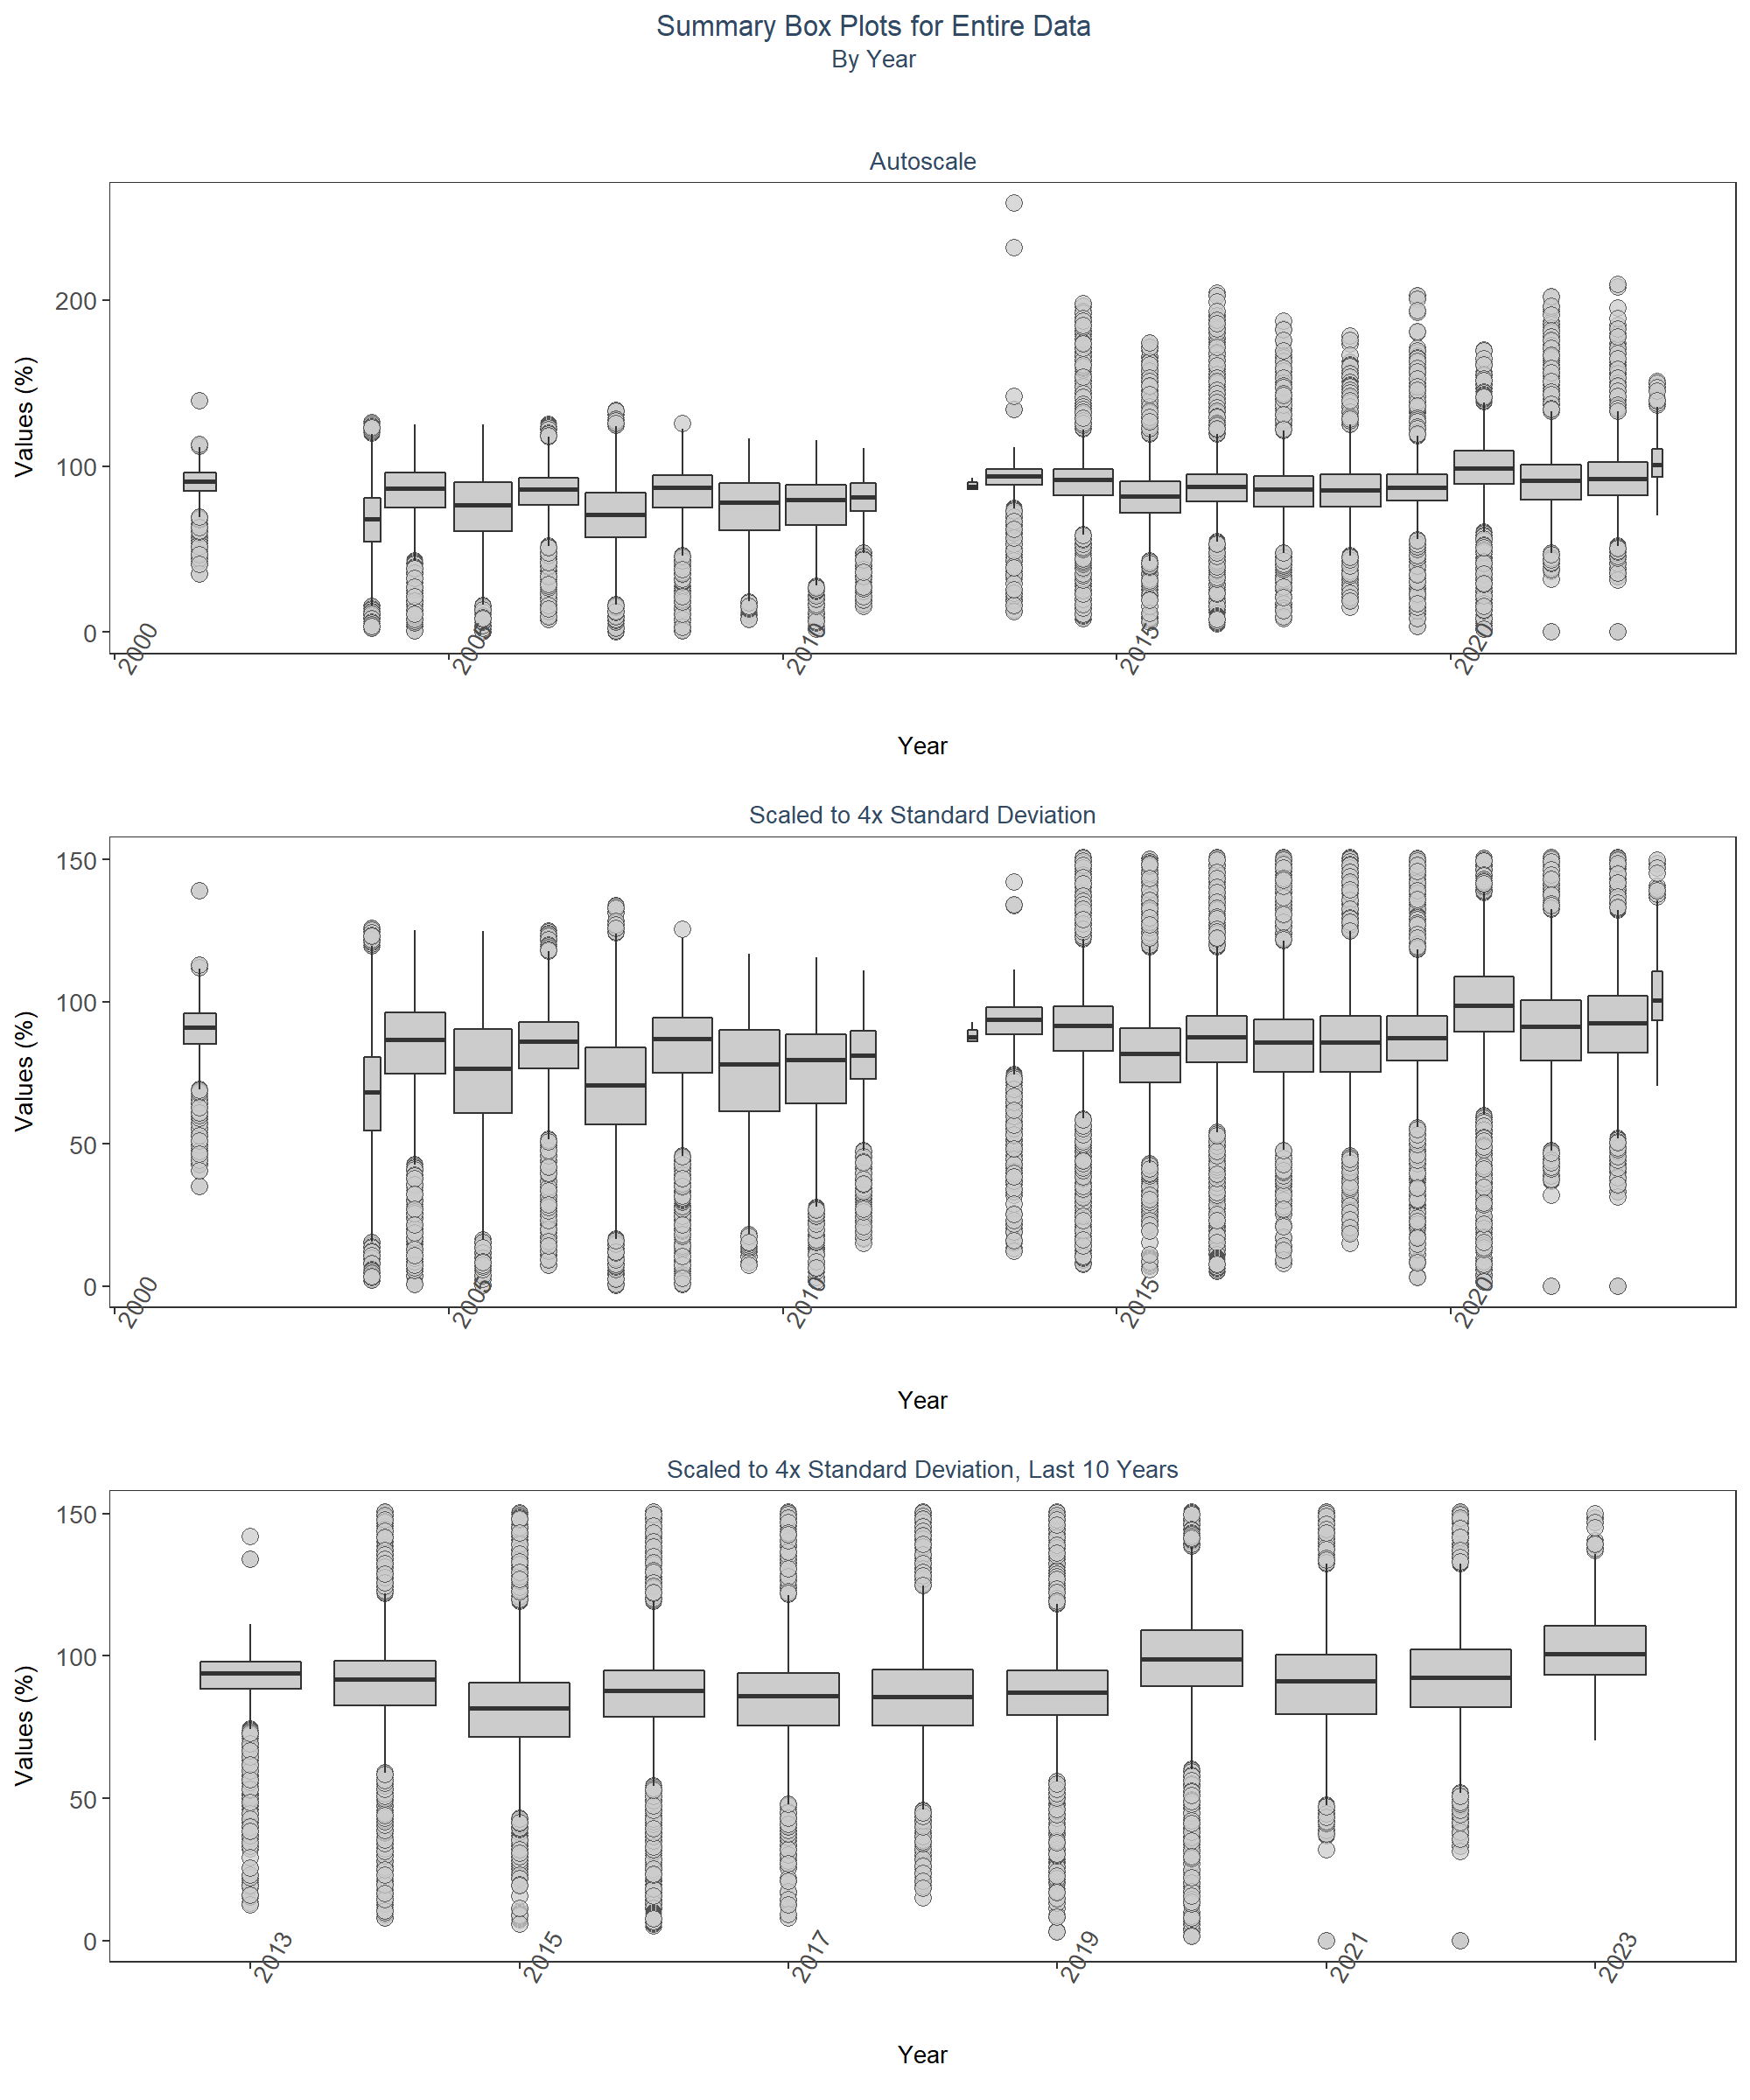 Summary Box Plots for Entire Data
By Year
Autoscale
Values (%)
200
100
0
2000
2005
2010
2015
2020
Year
Scaled to 4x Standard Deviation
Values (%)
150
100
50
0
2000
2005
2010
2015
2020
Year
Scaled to 4x Standard Deviation, Last 10 Years
Values (%)
150
100
50
0
2013
2015
2017
2019
2021
2023
Year